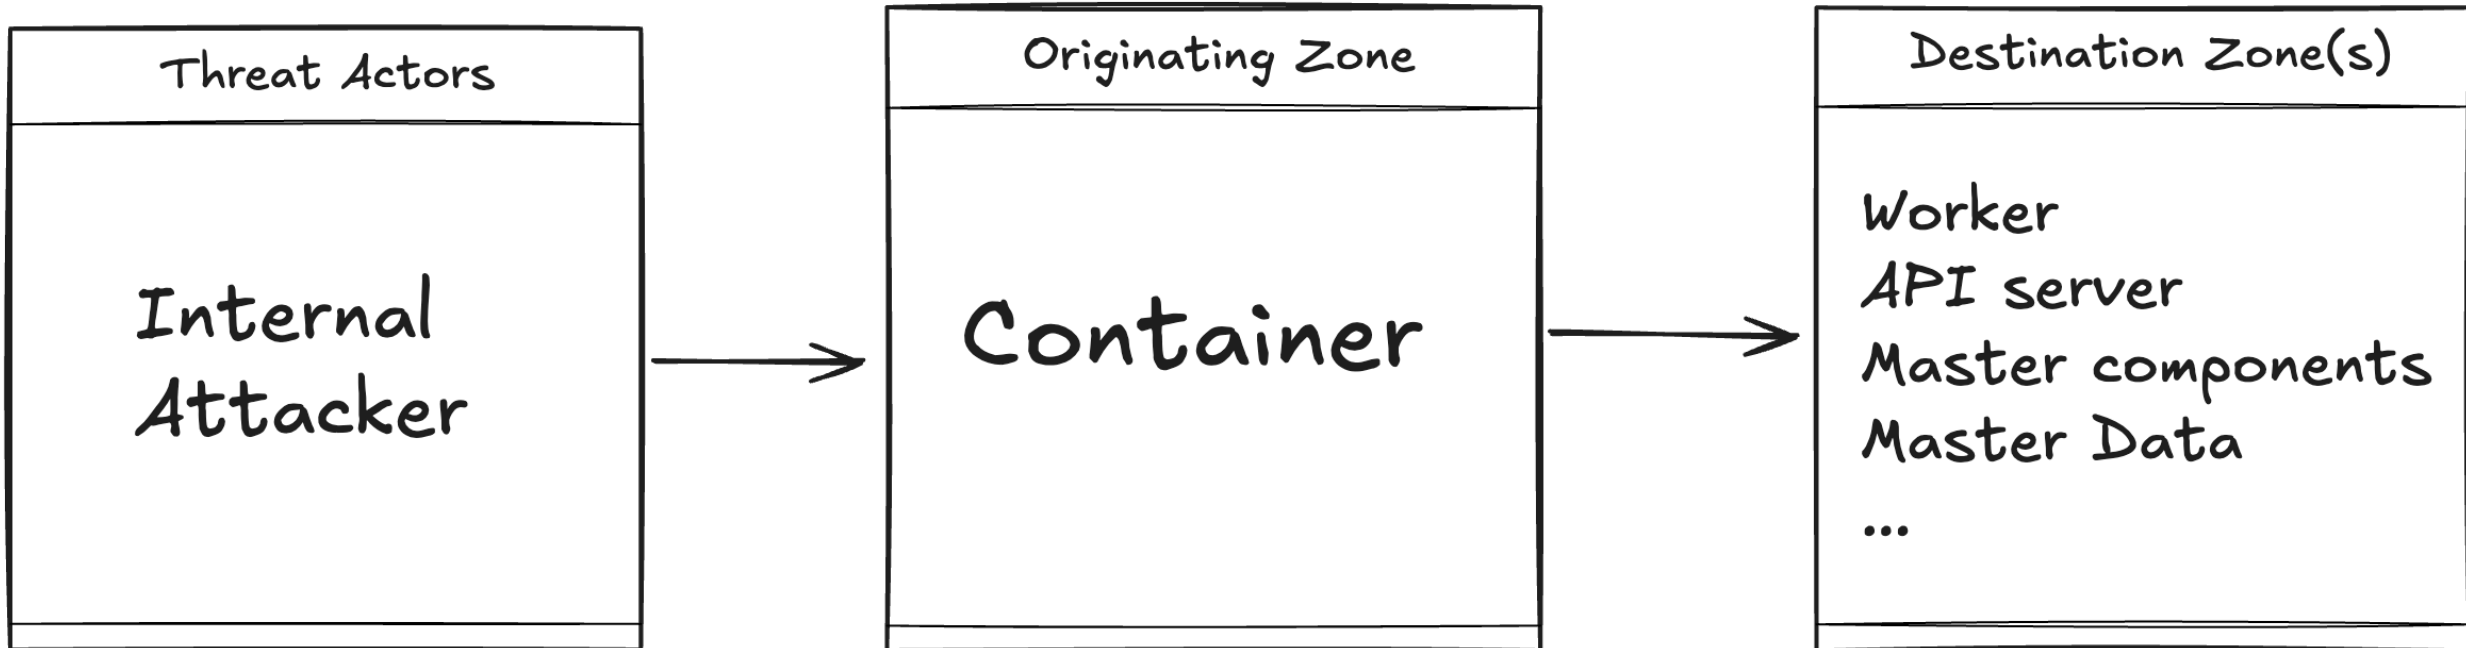 Threat Actors
Internal
Attacker
Originating Zone
Container
Destination Zone(s)
Worker
API server
Master components
Master Data
...